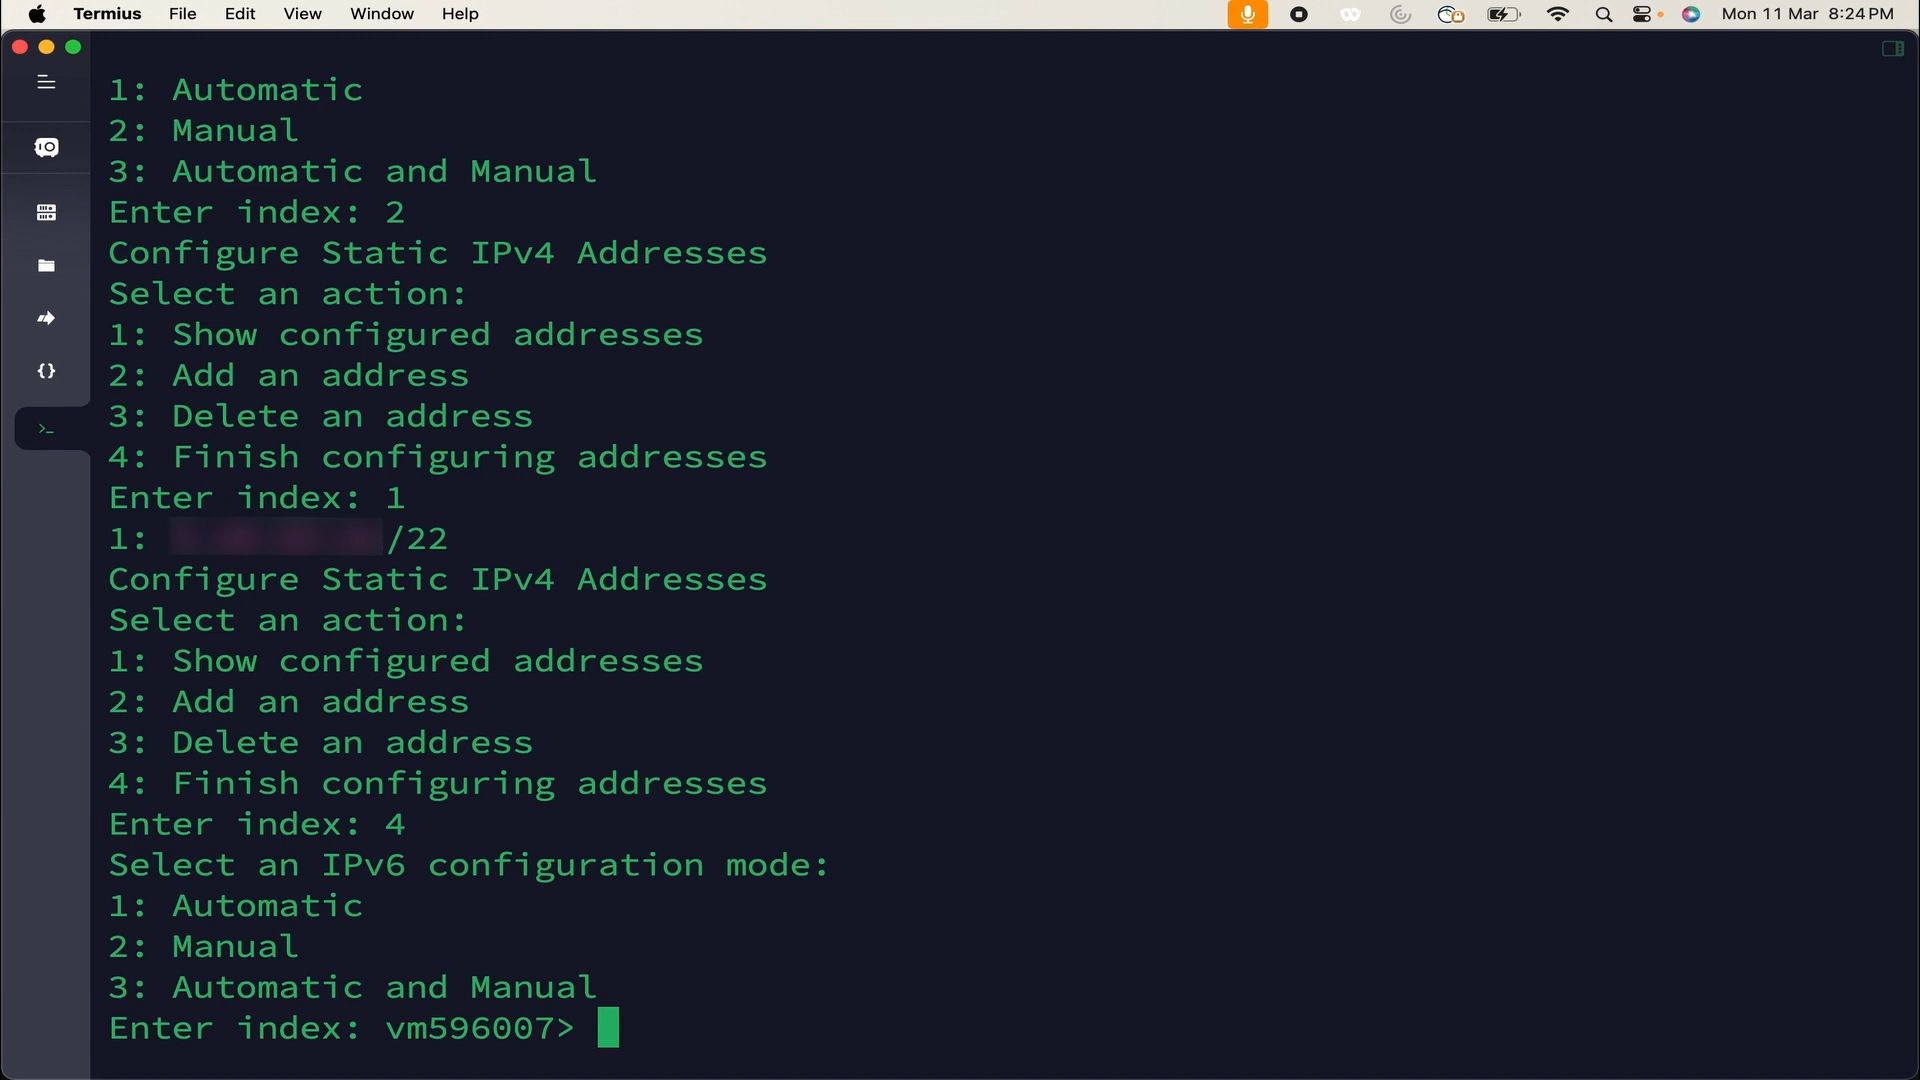 Termius File Edit View Window Help Mon 11 Mar 8:24 PM
1: Automatic
2: Manual
3: Automatic and Manual
Enter index: 2
Configure Static IPv4 Addresses
Select an action:
1: Show configured addresses
2: Add an address
3: Delete an address
4: Finish configuring addresses
Enter index: 1
1: /22
Configure Static IPv4 Addresses
Select an action:
1: Show configured addresses
2: Add an address
3: Delete an address
4: Finish configuring addresses
Enter index: 4
Select an IPv6 configuration mode:
1: Automatic
2: Manual
3: Automatic and Manual
Enter index: vm596007>